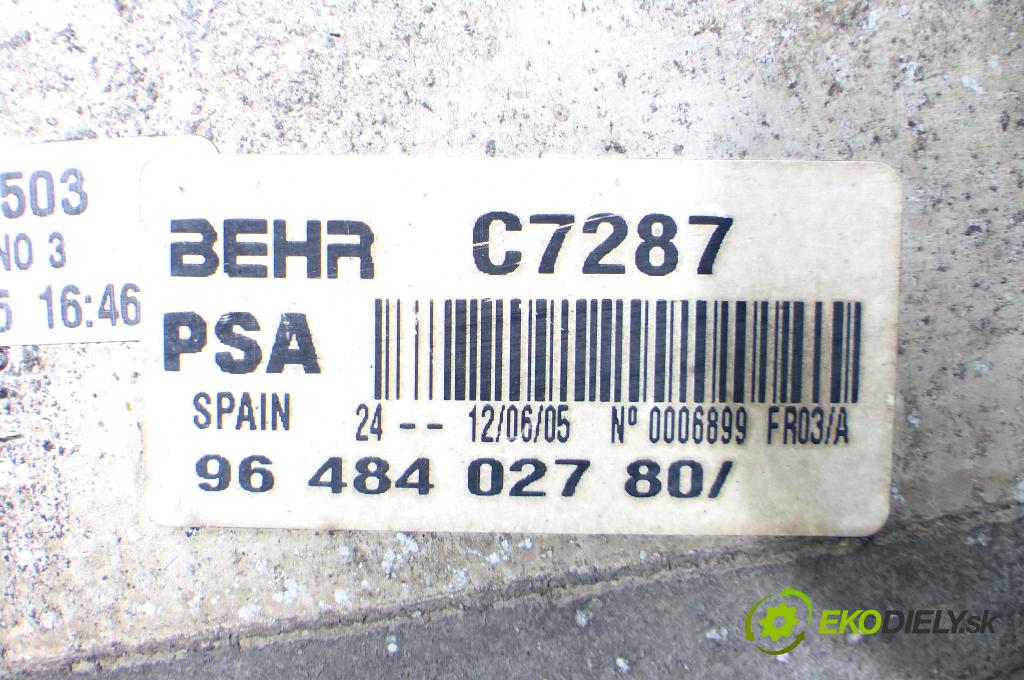 503
NO 3
5 16:46
BEHR C7287
PSA
SPAIN 24 -- 12/06/05 Nº 0006899 FR03/A
96 484 027 80/
EKODIELY.sk